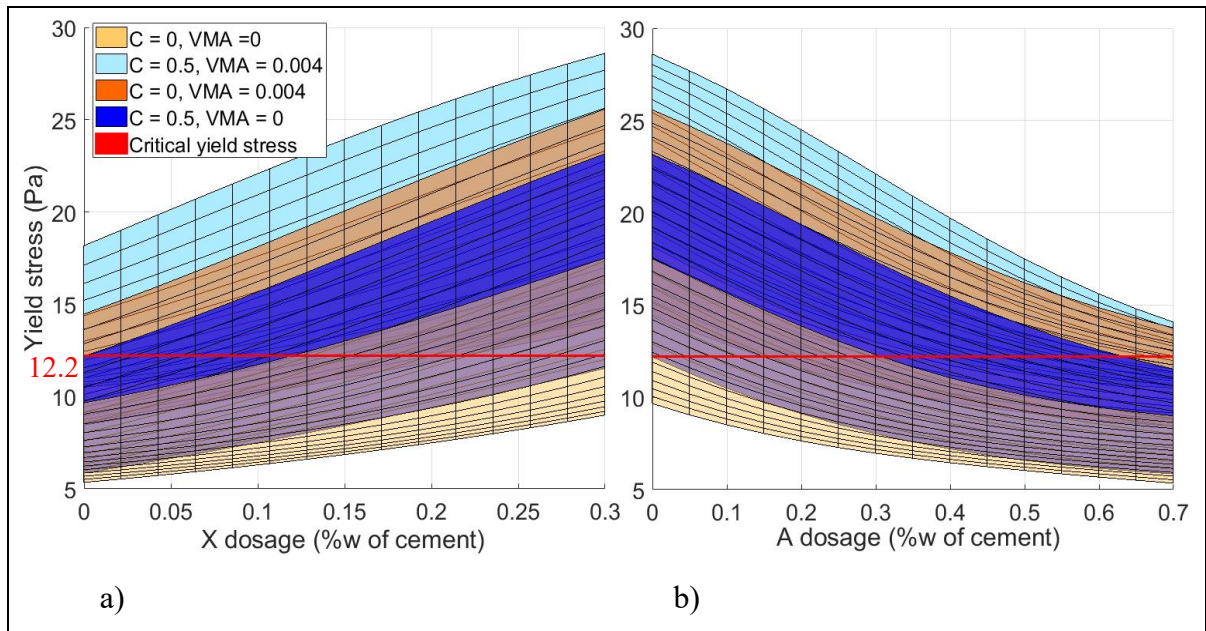 30
25
20
15
10
5
Yield stress (Pa)
12.2
C = 0, VMA =0
C = 0.5, VMA = 0.004
C = 0, VMA = 0.004
C = 0.5, VMA = 0
Critical yield stress
0 0.05 0.1 0.15 0.2 0.25 0.3
X dosage (%w of cement)
a)
30
25
20
15
10
5
0 0.1 0.2 0.3 0.4 0.5 0.6 0.7
A dosage (%w of cement)
b)